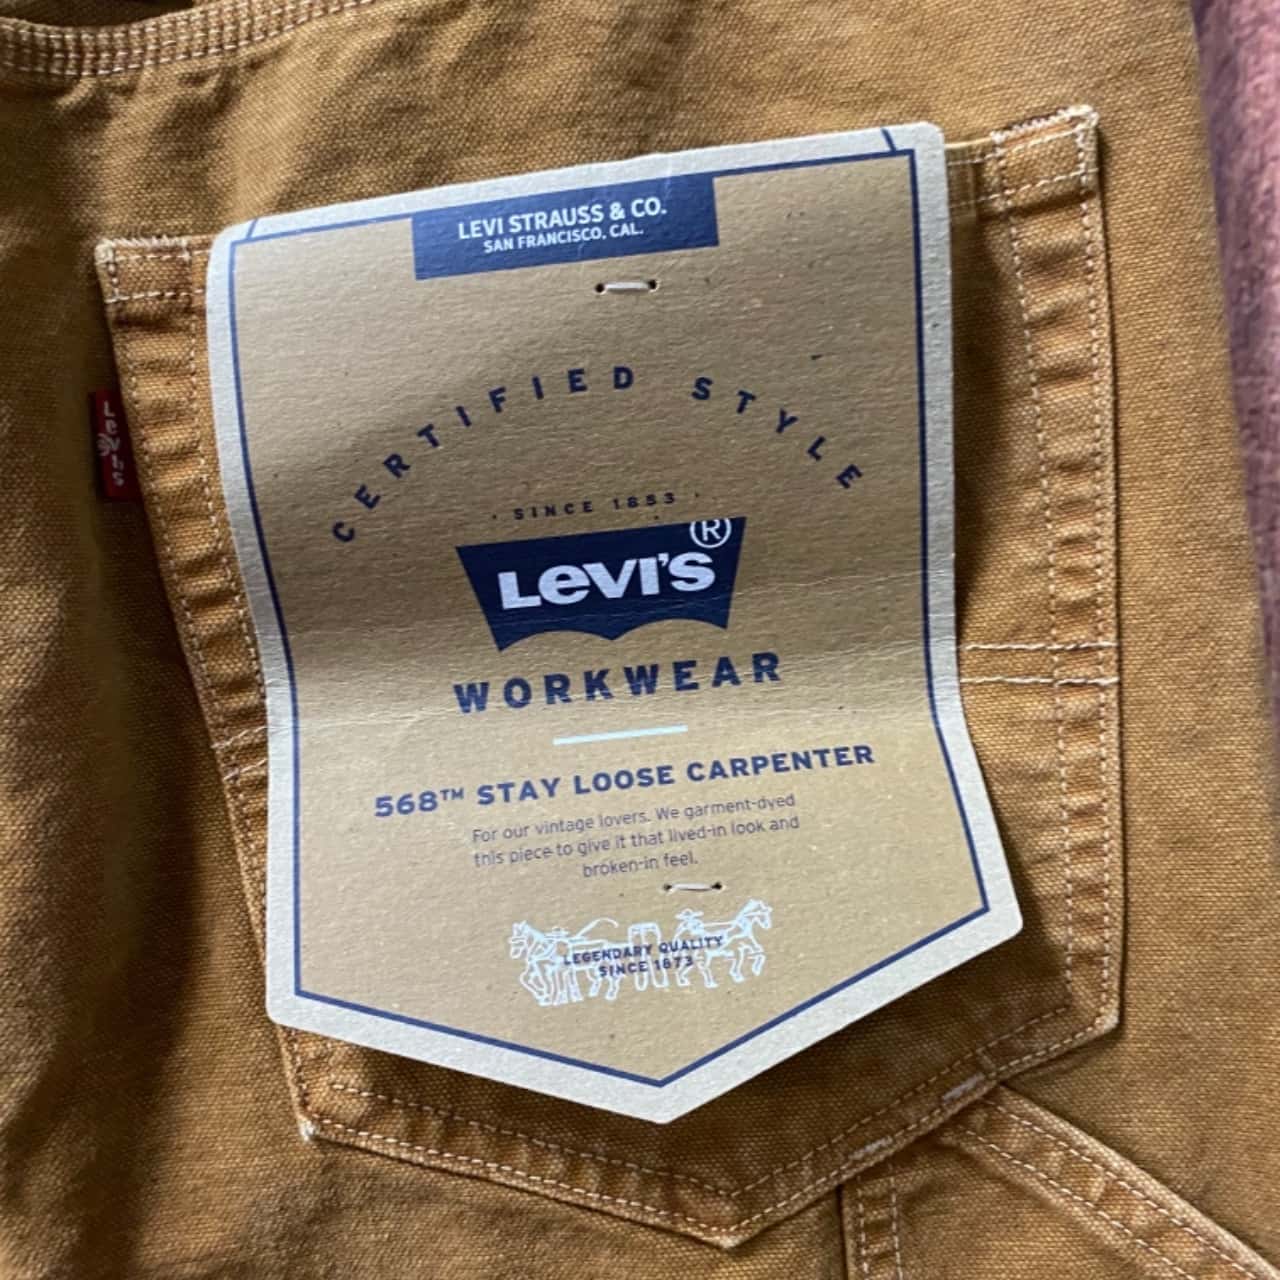 LEVI STRAUSS & CO.
SAN FRANCISCO, CAL.
CERTIFIED STYLE
· SINCE 1853 ·
LEVI'S®
WORKWEAR
568™ STAY LOOSE CARPENTER
For our vintage lovers. We garment-dyed
this piece to give it that lived-in look and
broken-in feel.
LEGENDARY QUALITY
SINCE 1873
Levi's